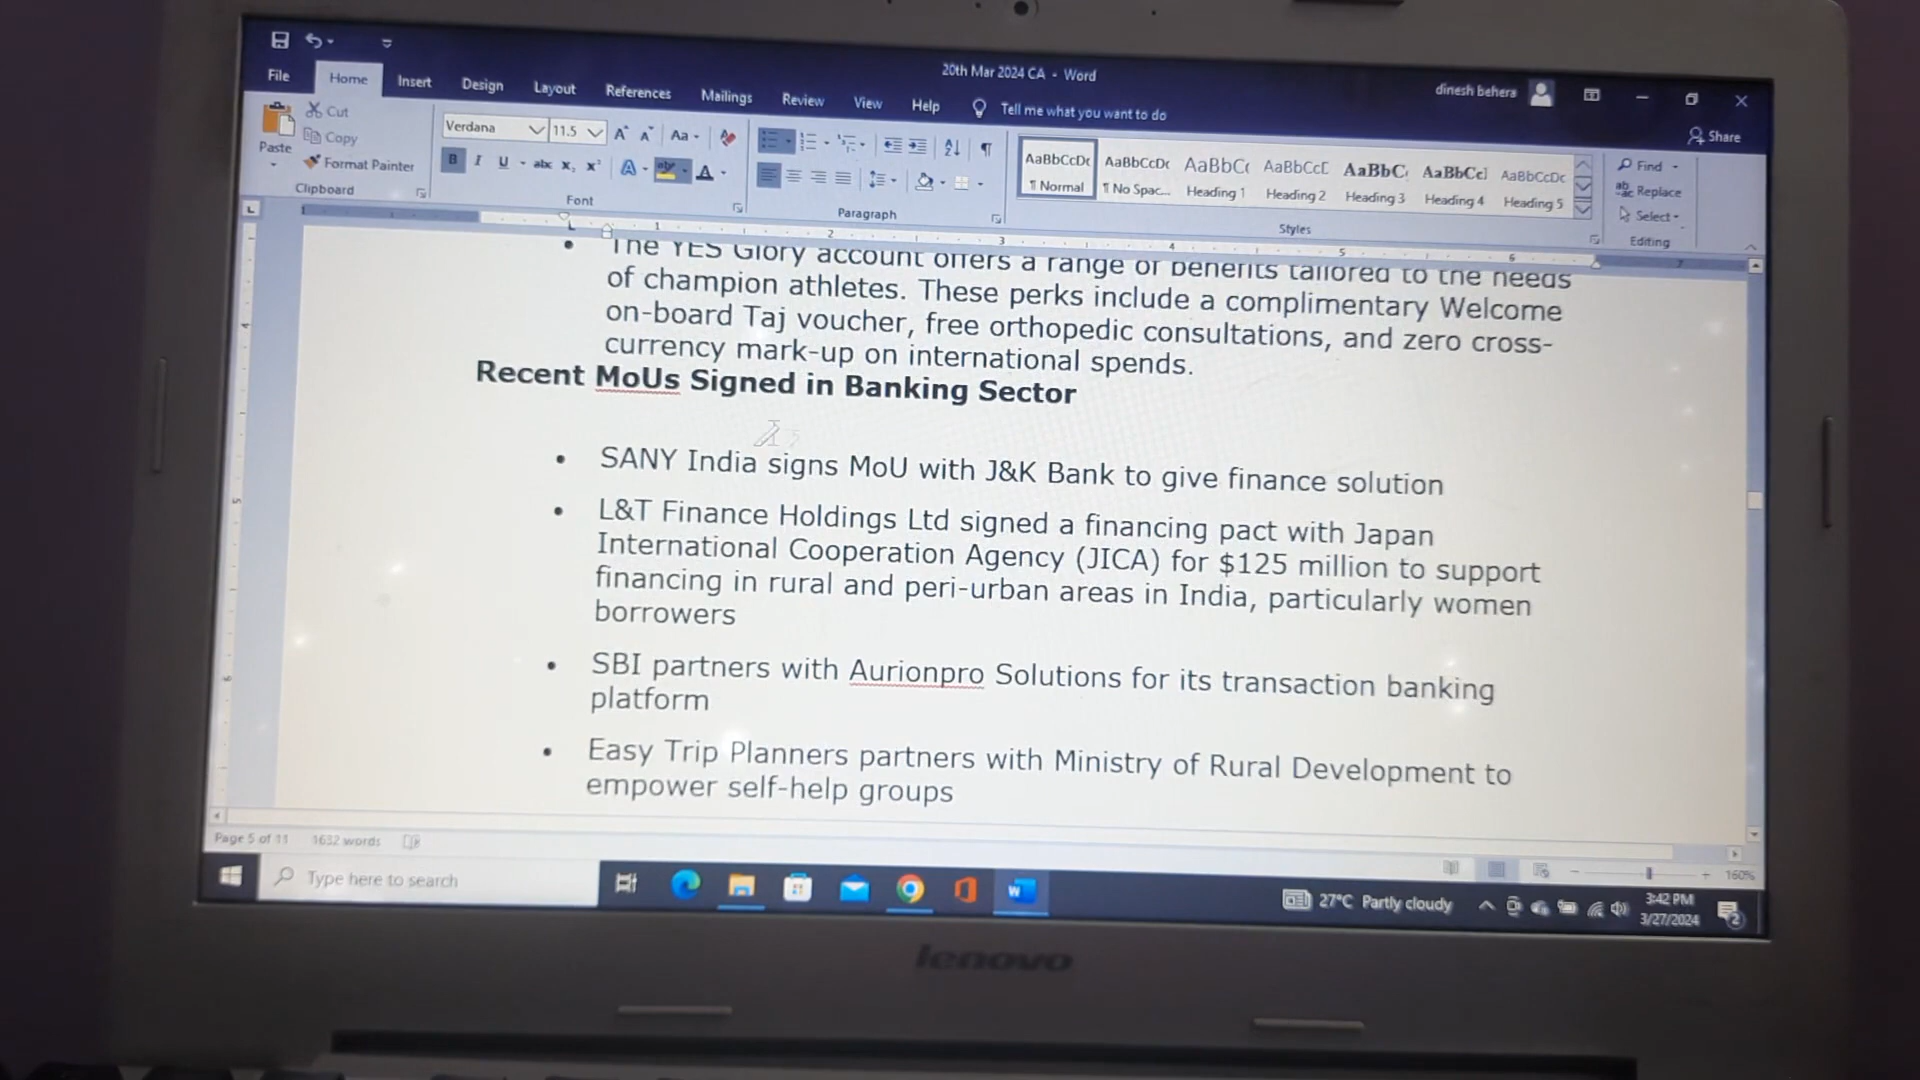 20th Mar 2024 CA - Word
dinesh behera
File Home Insert Design Layout References Mailings Review View Help Tell me what you want to do
Share
Paste
Cut
Copy
Format Painter
Clipboard
Verdana 11.5
Font
Paragraph
AaBbCcDc AaBbCcDc AaBbC( AaBbCcD AaBbC. AaBbCcI AaBbCcDc
¶ Normal ¶ No Spac... Heading 1 Heading 2 Heading 3 Heading 4 Heading 5
Styles
Find
Replace
Select
Editing
• The YES Glory account offers a range of benefits tailored to the needs
of champion athletes. These perks include a complimentary Welcome
on-board Taj voucher, free orthopedic consultations, and zero cross-
currency mark-up on international spends.
Recent MoUs Signed in Banking Sector
• SANY India signs MoU with J&K Bank to give finance solution
• L&T Finance Holdings Ltd signed a financing pact with Japan
International Cooperation Agency (JICA) for $125 million to support
financing in rural and peri-urban areas in India, particularly women
borrowers
• SBI partners with Aurionpro Solutions for its transaction banking
platform
• Easy Trip Planners partners with Ministry of Rural Development to
empower self-help groups
Page 5 of 11 1632 words
160%
Type here to search
27°C Partly cloudy
3:42 PM
3/27/2024
lenovo